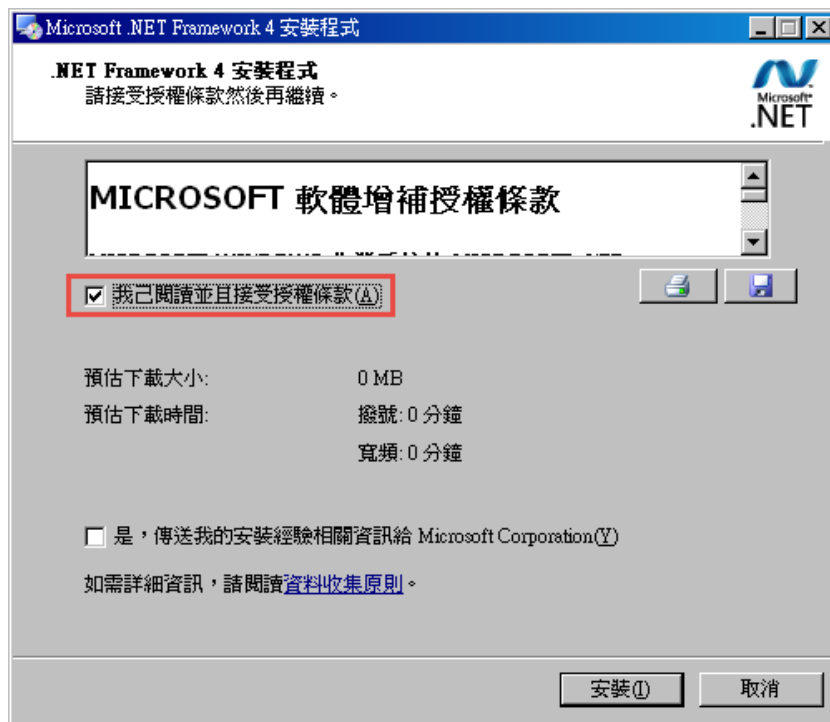 Microsoft .NET Framework 4 安裝程式
.NET Framework 4 安裝程式
請接受授權條款然後再繼續。
Microsoft
.NET
MICROSOFT 軟體增補授權條款
我已閱讀並且接受授權條款(A)
預估下載大小: 0 MB
預估下載時間: 撥號: 0 分鐘
寬頻: 0 分鐘
是，傳送我的安裝經驗相關資訊給 Microsoft Corporation(Y)
如需詳細資訊，請閱讀資料收集原則。
安裝(I)
取消